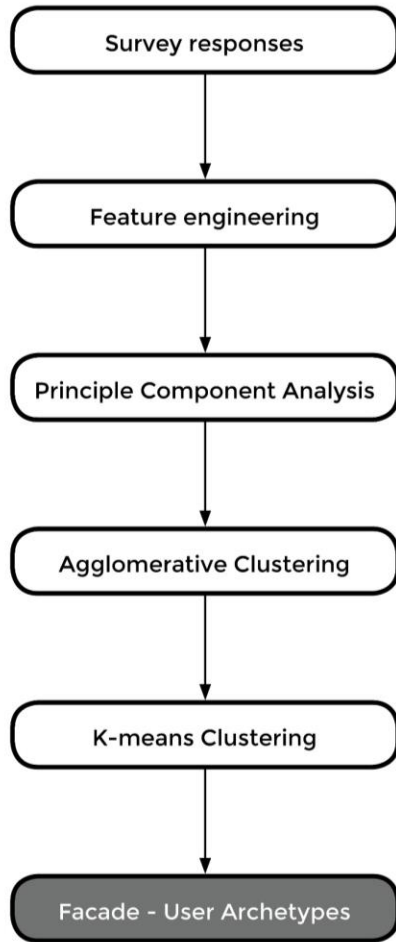 Survey responses
Feature engineering
Principle Component Analysis
Agglomerative Clustering
K-means Clustering
Facade - User Archetypes